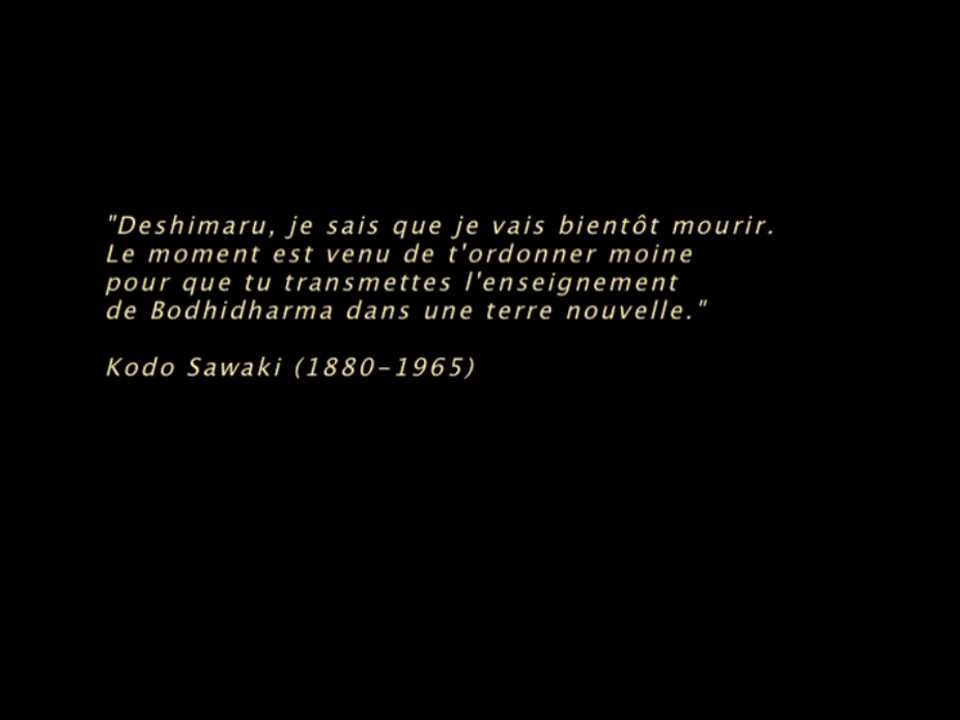 "Deshimaru, je sais que je vais bientôt mourir.
Le moment est venu de t'ordonner moine
pour que tu transmettes l'enseignement
de Bodhidharma dans une terre nouvelle."
Kodo Sawaki (1880-1965)